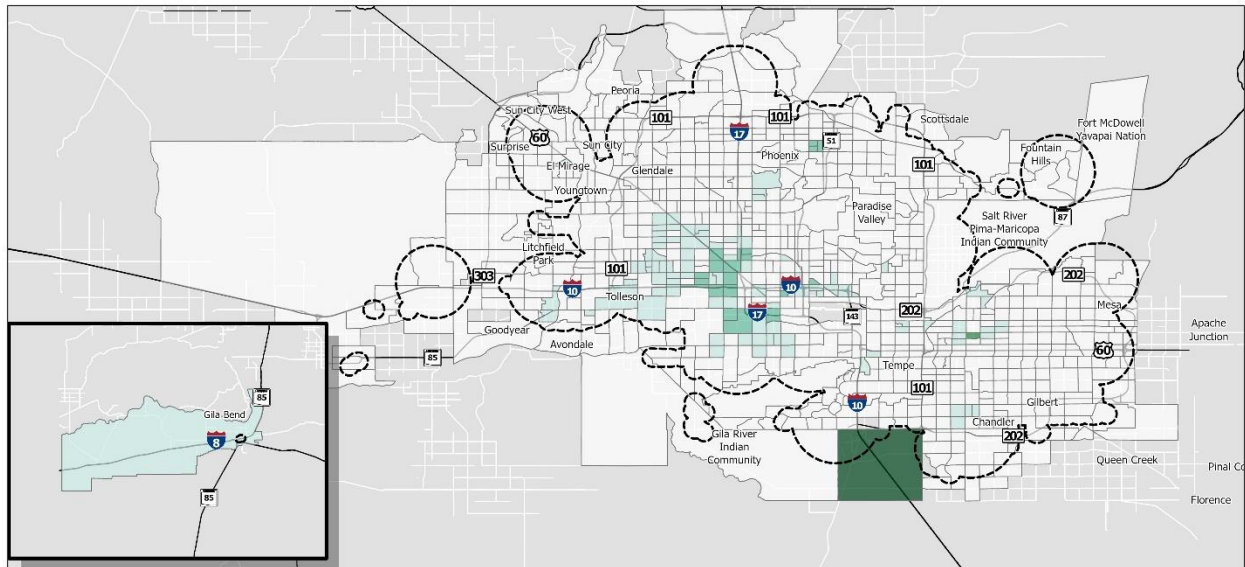 Peoria
Sun City West
101
101
Scottsdale
Fort McDowell
Yavapai Nation
60
17
51
Surprise
Sun City
Phoenix
Fountain
Hills
El Mirage
Glendale
101
Youngtown
Paradise
Valley
Salt River
Pima-Maricopa
Indian Community
87
Litchfield
Park
303
101
202
10
10
Tolleson
Mesa
17
143
202
Goodyear
Avondale
Apache
Junction
85
60
Tempe
101
10
Gilbert
Chandler
202
Gila River
Indian
Community
Queen Creek
Pinal Co
Florence
85
Gila Bend
8
85